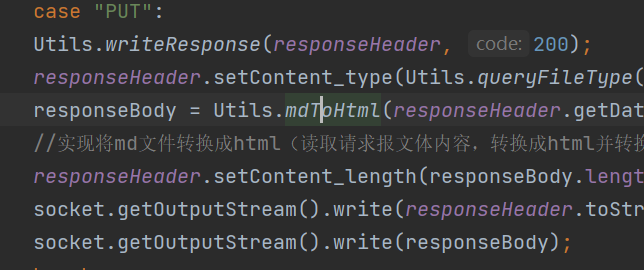 case "PUT":
Utils.writeResponse(responseHeader, code: 200);
responseHeader.setContent_type(Utils.queryFileType(
responseBody = Utils.mdToHtml(responseHeader.getDat
//实现将md文件转换成html（读取请求报文体内容，转换成html并转换
responseHeader.setContent_length(responseBody.length
socket.getOutputStream().write(responseHeader.toStr
socket.getOutputStream().write(responseBody);